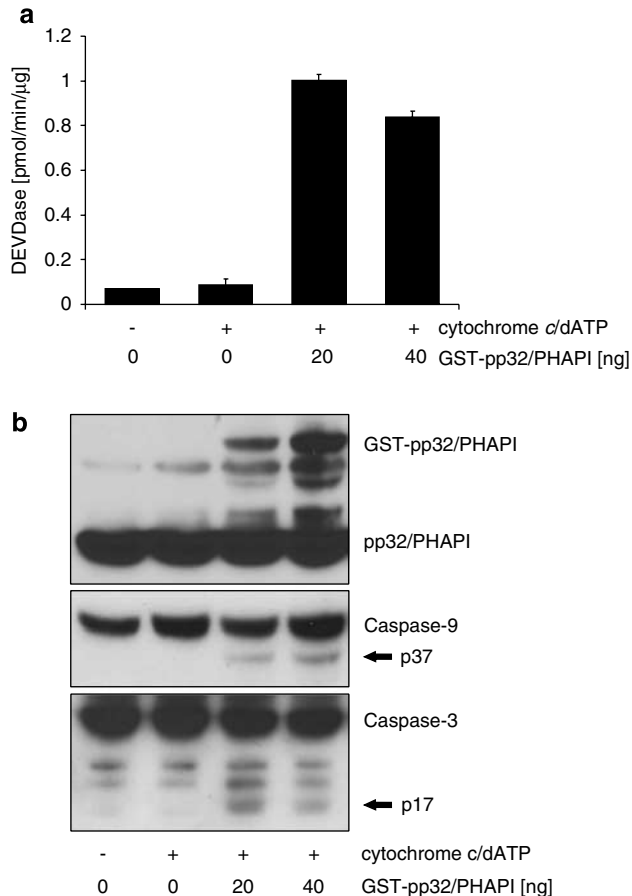 a
DEVDase [pmol/min/µg]
1.2
1
0.8
0.6
0.4
0.2
0
- + + + cytochrome c/dATP
0 0 20 40 GST-pp32/PHAPI [ng]
b
GST-pp32/PHAPI
pp32/PHAPI
Caspase-9
p37
Caspase-3
p17
- + + + cytochrome c/dATP
0 0 20 40 GST-pp32/PHAPI [ng]